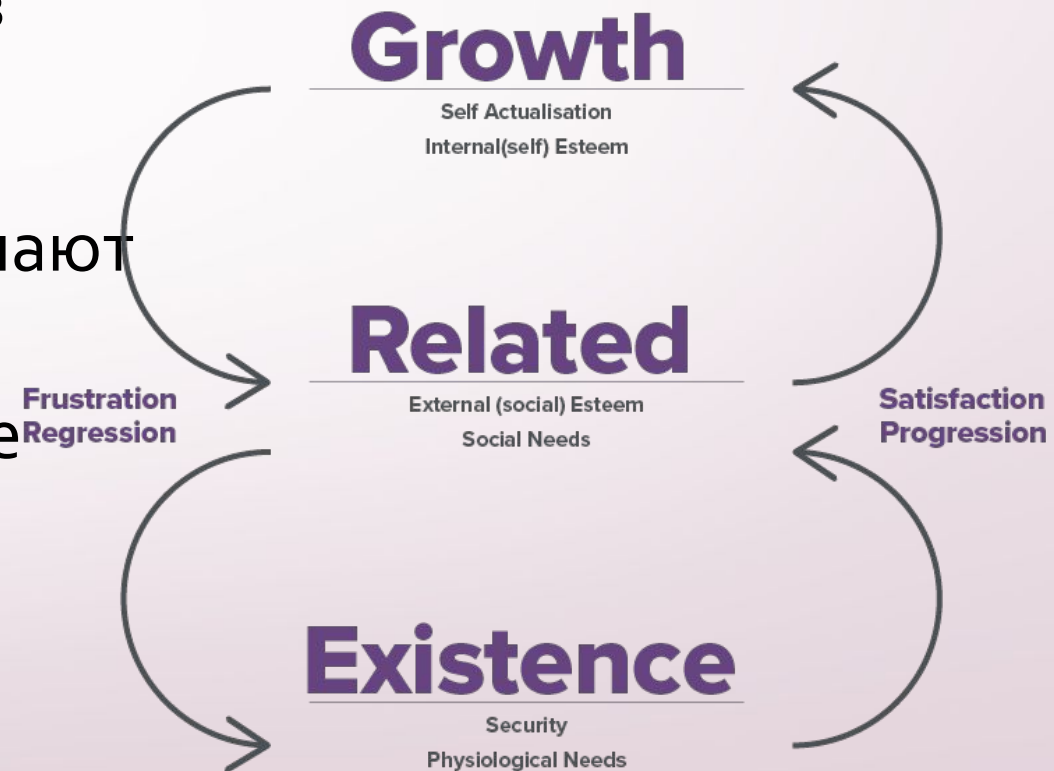 Growth
Self Actualisation
Internal(self) Esteem
Related
External (social) Esteem
Social Needs
Frustration
Regression
Satisfaction
Progression
Existence
Security
Physiological Needs